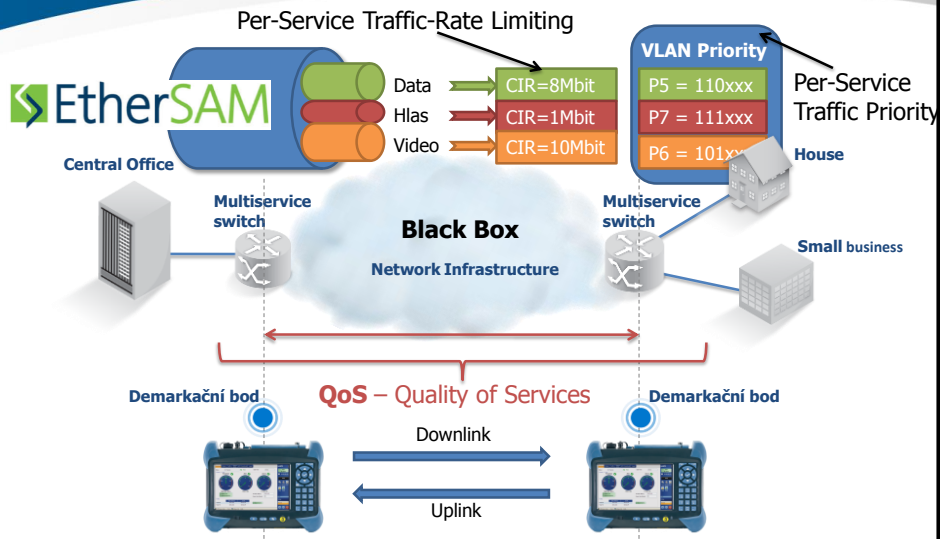 Per-Service Traffic-Rate Limiting
VLAN Priority
EtherSAM
Data
CIR=8Mbit
P5 = 110xxx
Per-Service
Traffic Priority
Hlas
CIR=1Mbit
P7 = 111xxx
Video
CIR=10Mbit
P6 = 101xxx
Central Office
House
Multiservice
switch
Black Box
Network Infrastructure
Multiservice
switch
Small business
QoS – Quality of Services
Demarkační bod
Demarkační bod
Downlink
Uplink